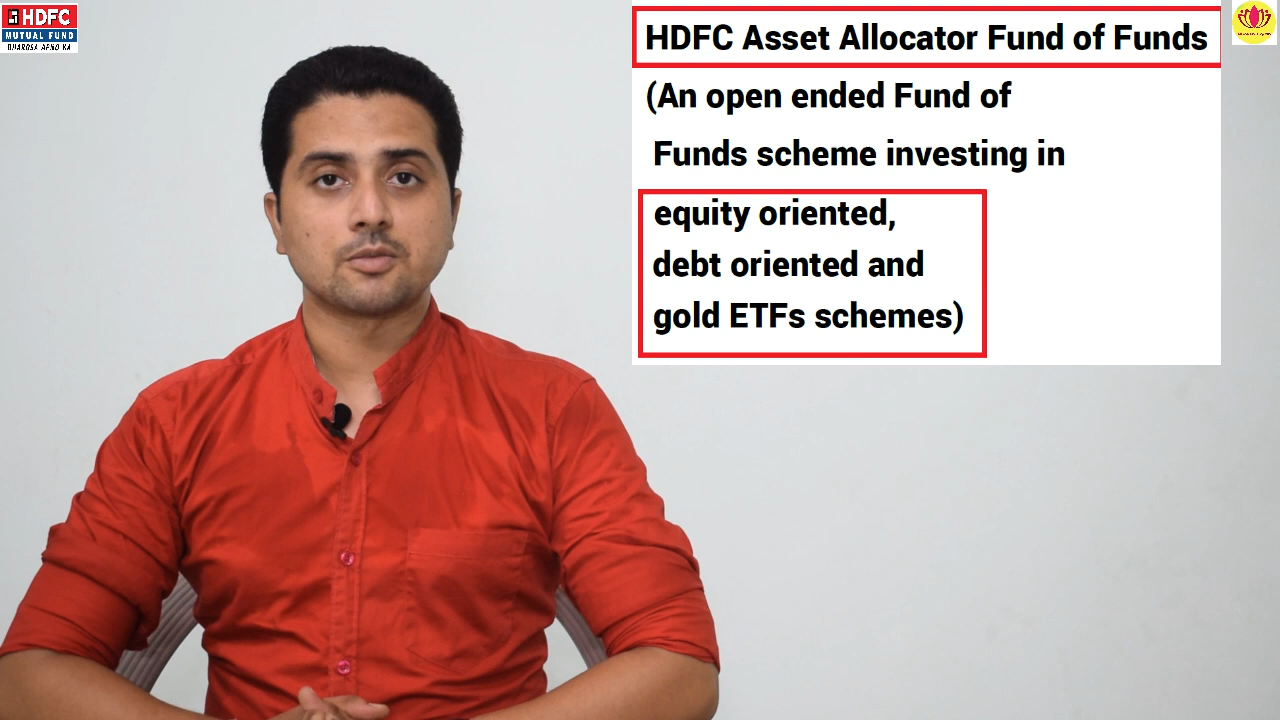 HDFC
MUTUAL FUND
BHAROSA APNO KA
HDFC Asset Allocator Fund of Funds
(An open ended Fund of
Funds scheme investing in
equity oriented,
debt oriented and
gold ETFs schemes)